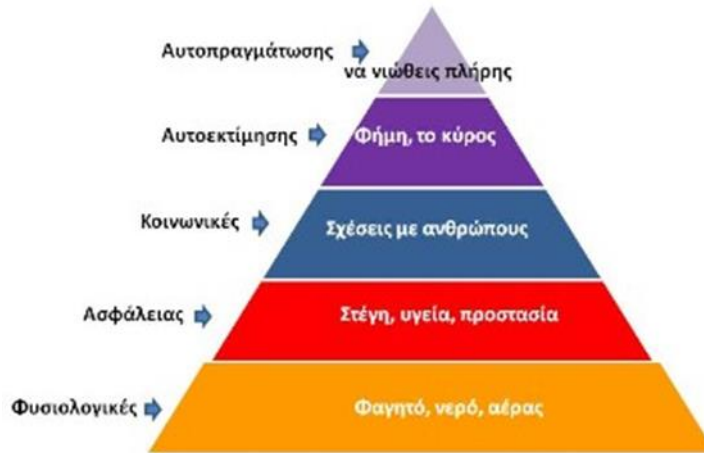 Αυτοπραγμάτωσης
να νιώθεις πλήρης
Αυτοεκτίμησης
Φήμη, το κύρος
Κοινωνικές
Σχέσεις με ανθρώπους
Ασφάλειας
Στέγη, υγεία, προστασία
Φυσιολογικές
Φαγητό, νερό, αέρας